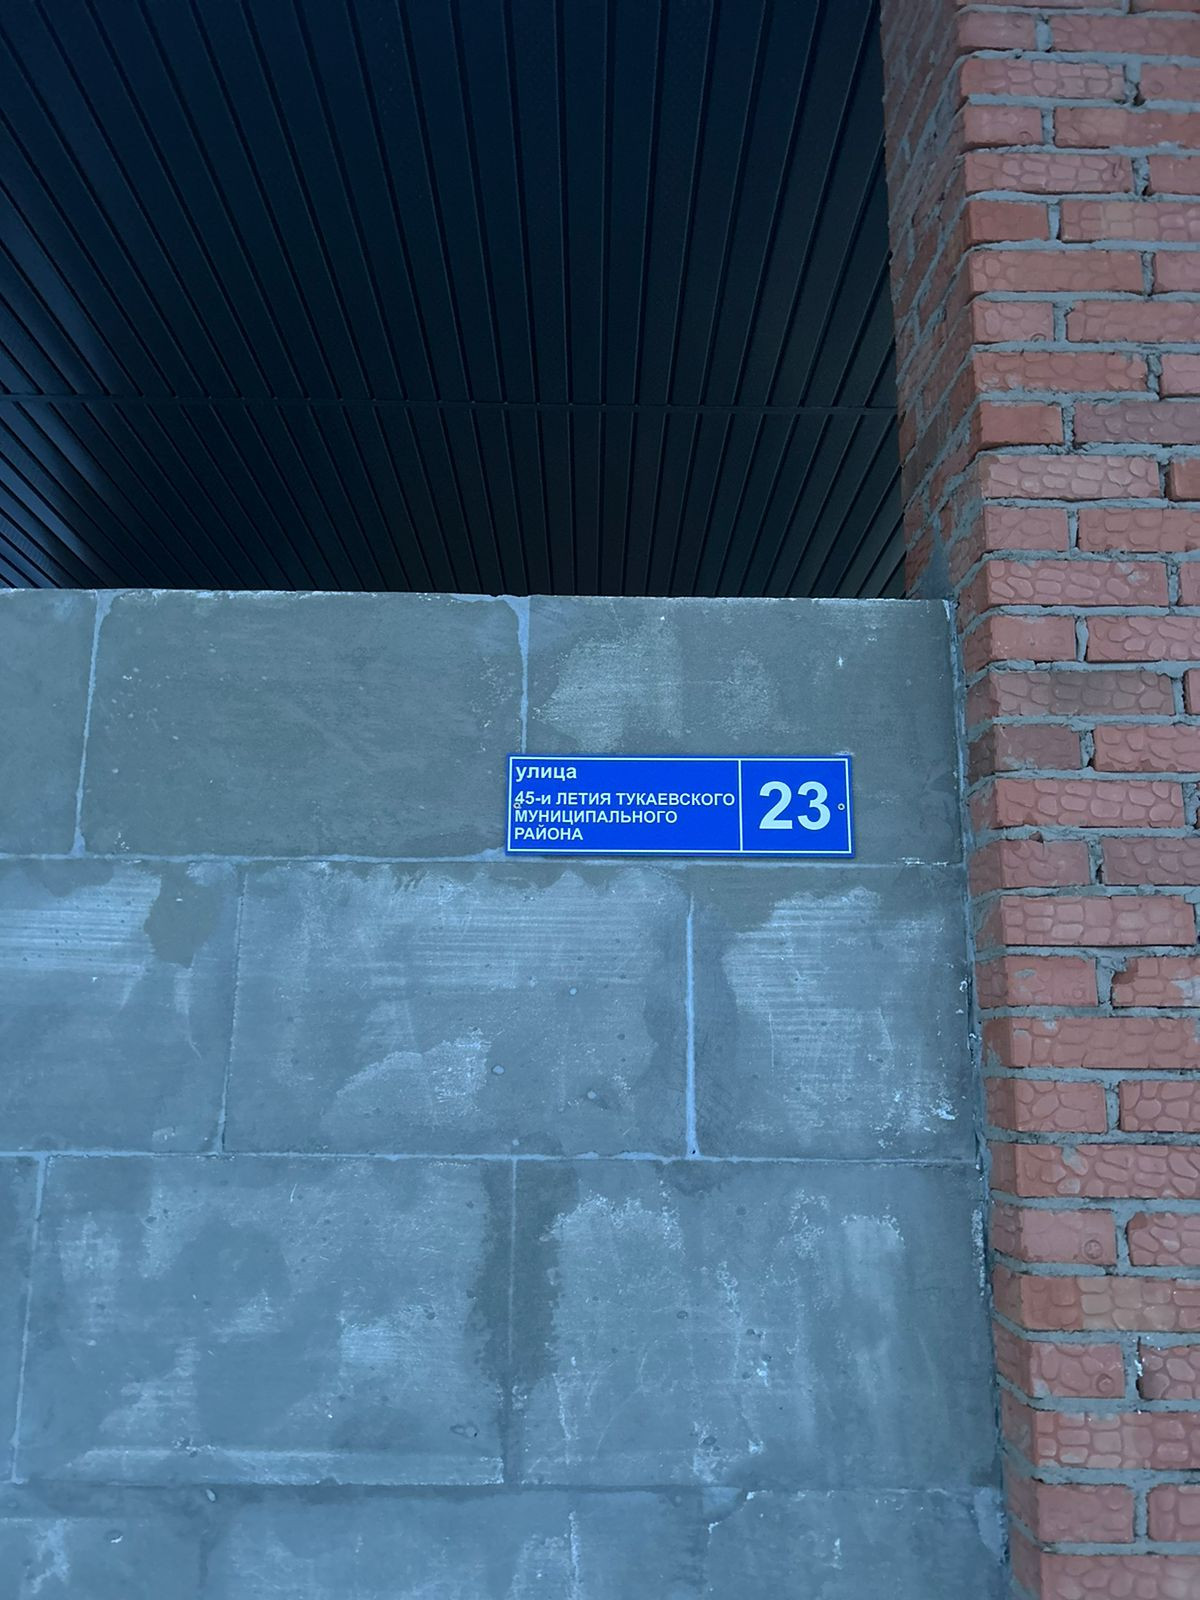 улица
45-и ЛЕТИЯ ТУКАЕВСКОГО
МУНИЦИПАЛЬНОГО
РАЙОНА
23